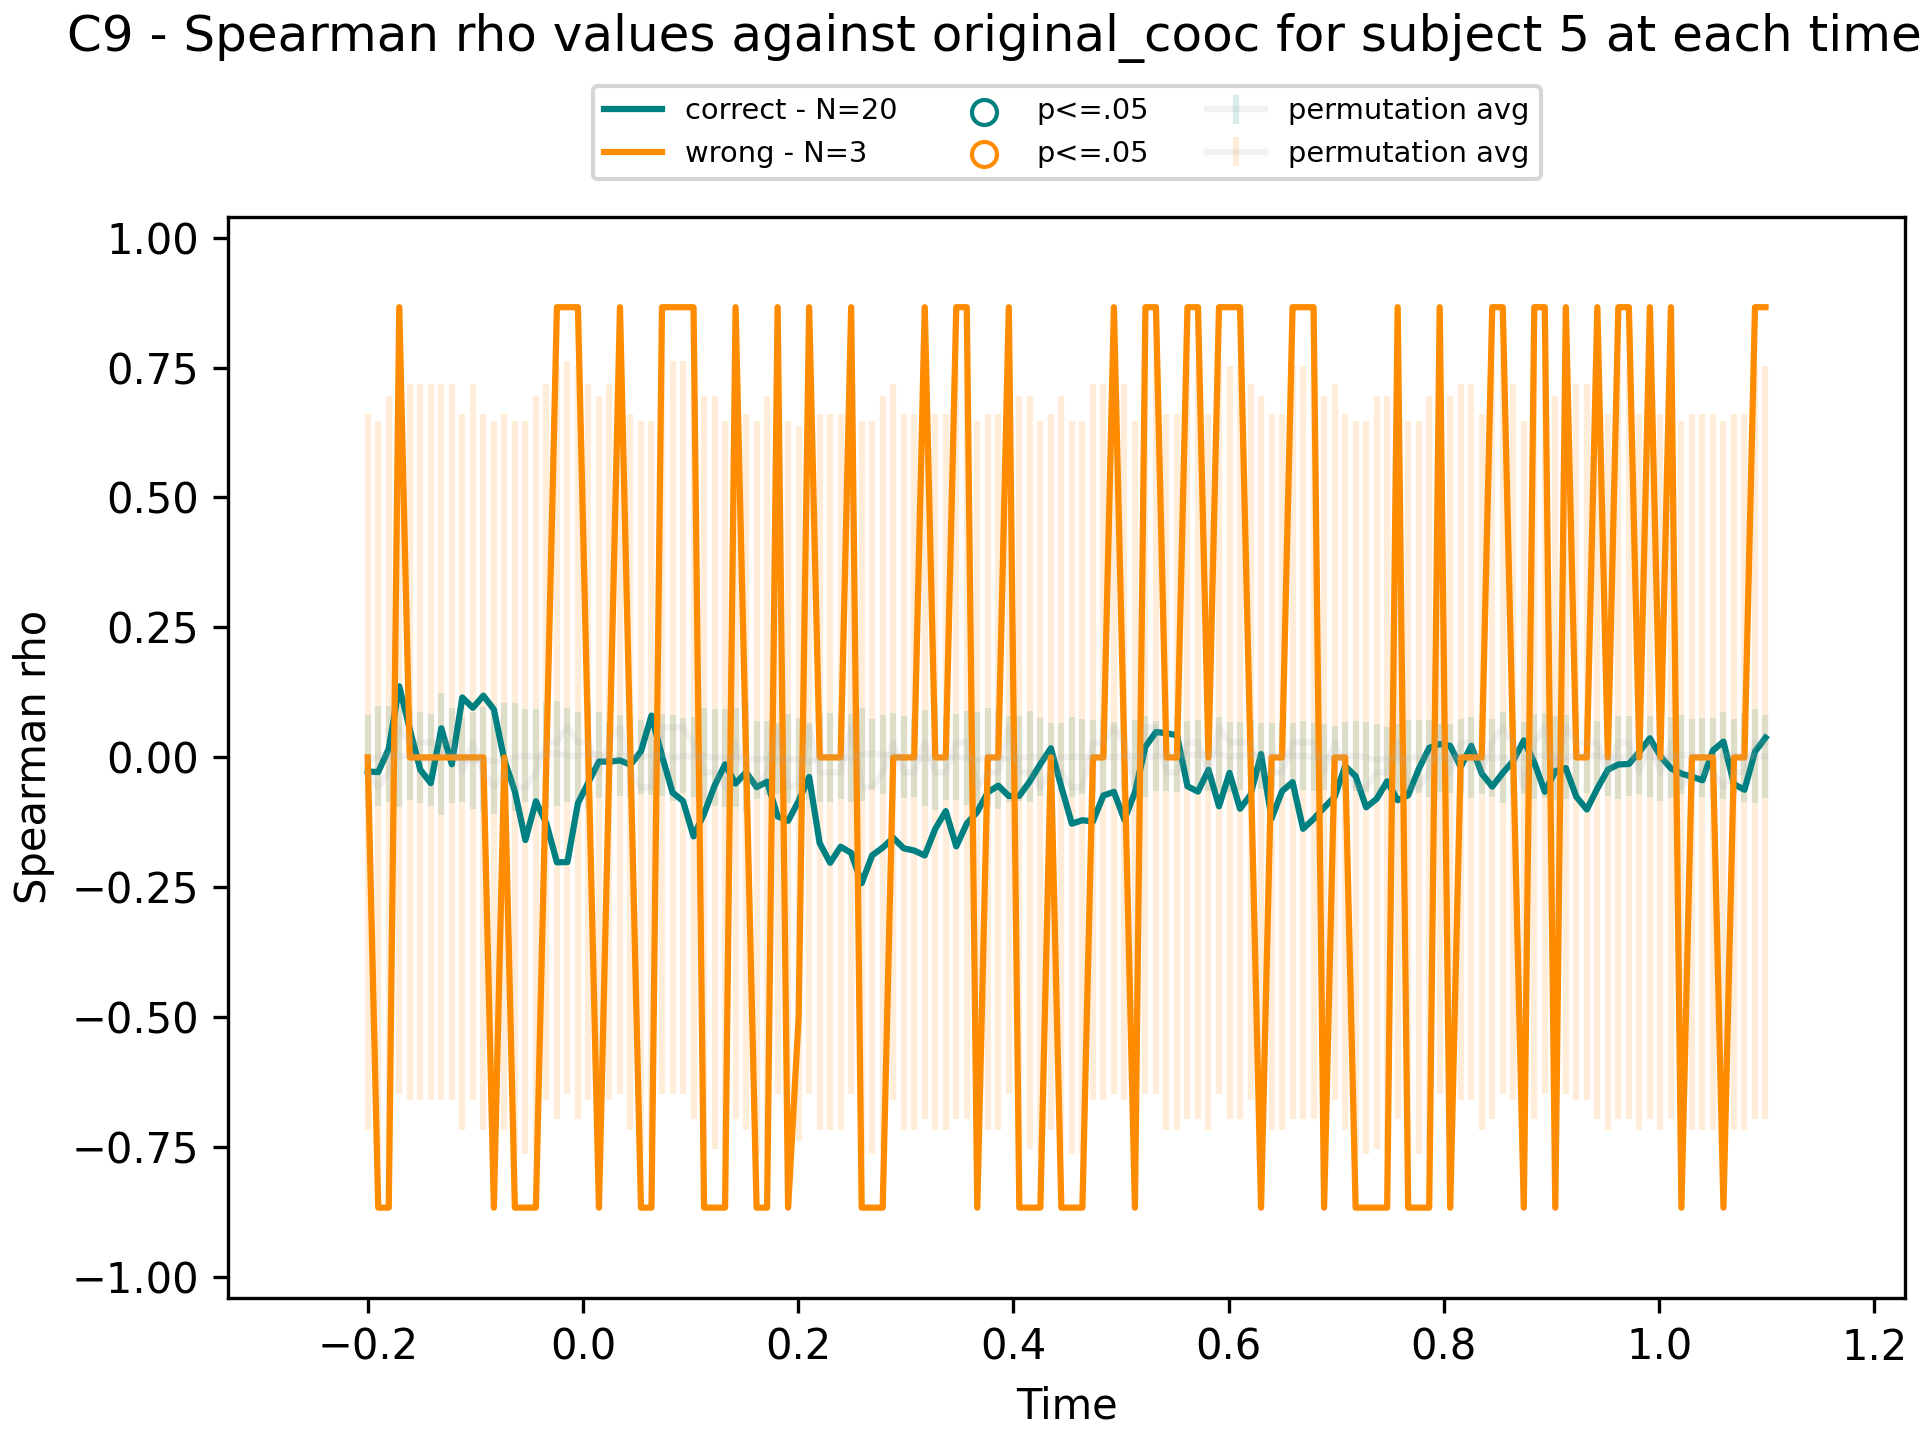 C9 - Spearman rho values against original_cooc for subject 5 at each time
correct - N=20
wrong - N=3
p<=.05
p<=.05
permutation avg
permutation avg
1.00
0.75
0.50
0.25
0.00
−0.25
−0.50
−0.75
−1.00
Spearman rho
−0.2
0.0
0.2
0.4
0.6
0.8
1.0
1.2
Time